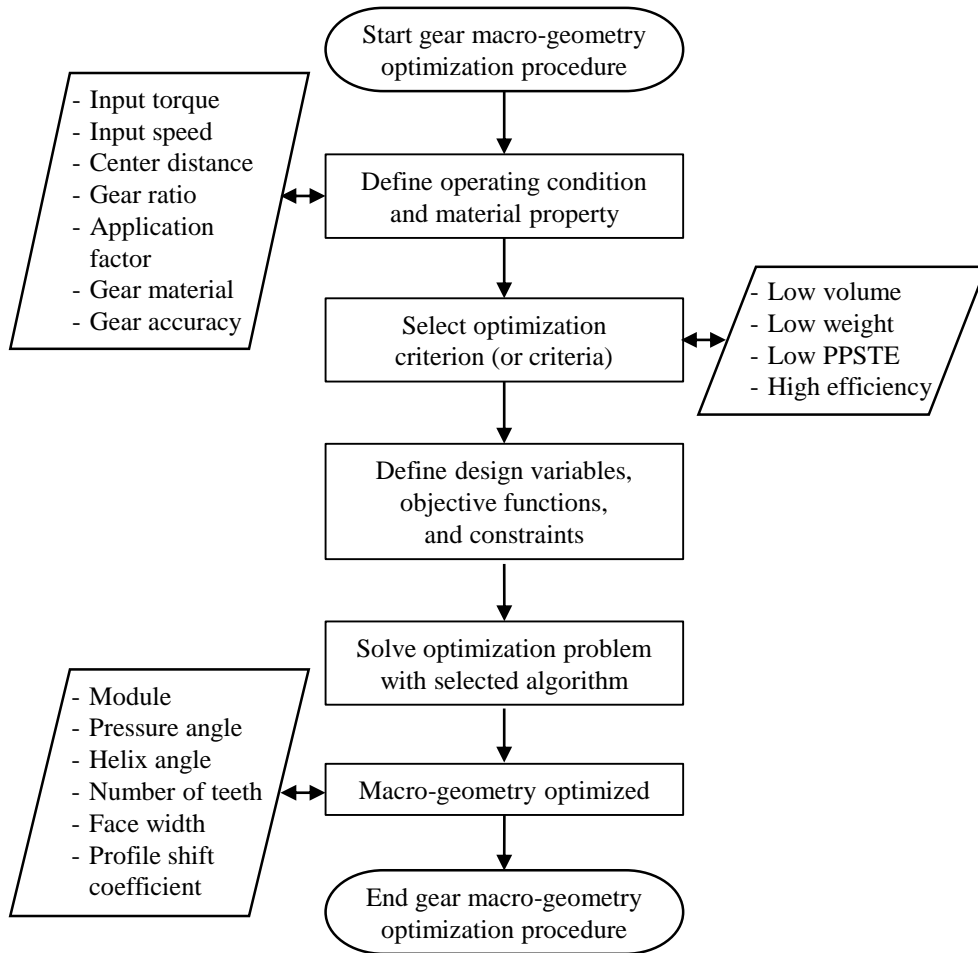 Start gear macro-geometry
optimization procedure
- Input torque
- Input speed
- Center distance
- Gear ratio
- Application
factor
- Gear material
- Gear accuracy
Define operating condition
and material property
Select optimization
criterion (or criteria)
- Low volume
- Low weight
- Low PPSTE
- High efficiency
Define design variables,
objective functions,
and constraints
Solve optimization problem
with selected algorithm
- Module
- Pressure angle
- Helix angle
- Number of teeth
- Face width
- Profile shift
coefficient
Macro-geometry optimized
End gear macro-geometry
optimization procedure